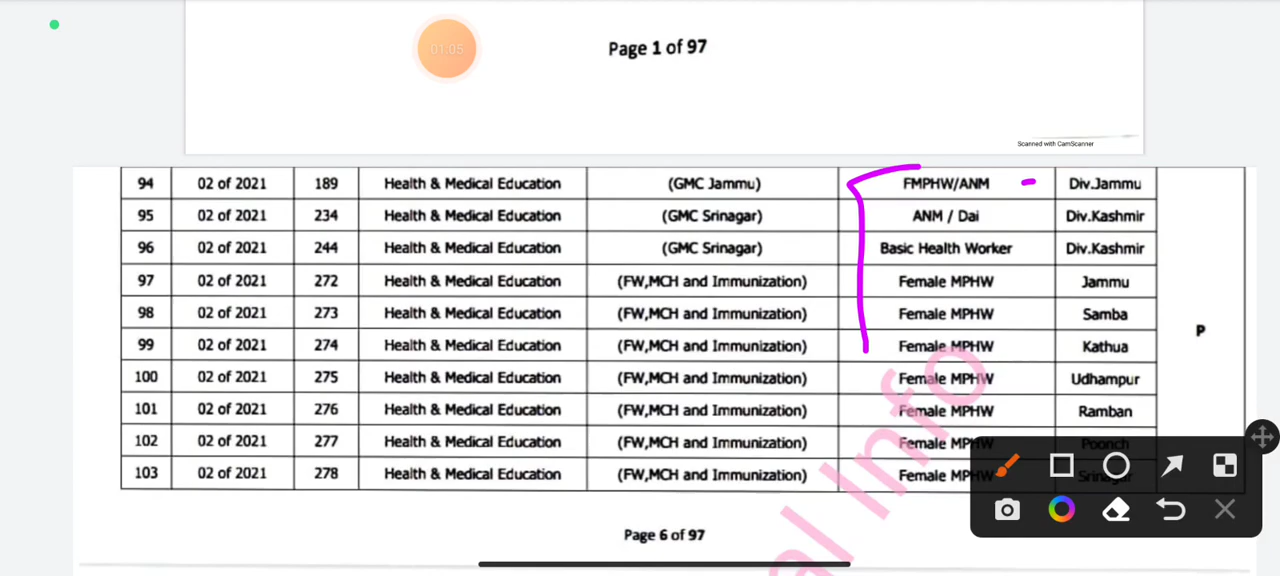 01:05
Page 1 of 97
Scanned with CamScanner
94 02 of 2021 189 Health & Medical Education (GMC Jammu) FMPHW/ANM Div.Jammu
95 02 of 2021 234 Health & Medical Education (GMC Srinagar) ANM / Dai Div.Kashmir
96 02 of 2021 244 Health & Medical Education (GMC Srinagar) Basic Health Worker Div.Kashmir
97 02 of 2021 272 Health & Medical Education (FW,MCH and Immunization) Female MPHW Jammu
98 02 of 2021 273 Health & Medical Education (FW,MCH and Immunization) Female MPHW Samba
P
99 02 of 2021 274 Health & Medical Education (FW,MCH and Immunization) Female MPHW Kathua
100 02 of 2021 275 Health & Medical Education (FW,MCH and Immunization) Female MPHW Udhampur
101 02 of 2021 276 Health & Medical Education (FW,MCH and Immunization) Female MPHW Ramban
102 02 of 2021 277 Health & Medical Education (FW,MCH and Immunization) Female MPHW Poonch
103 02 of 2021 278 Health & Medical Education (FW,MCH and Immunization) Female MPHW Srinagar
Page 6 of 97
al Info